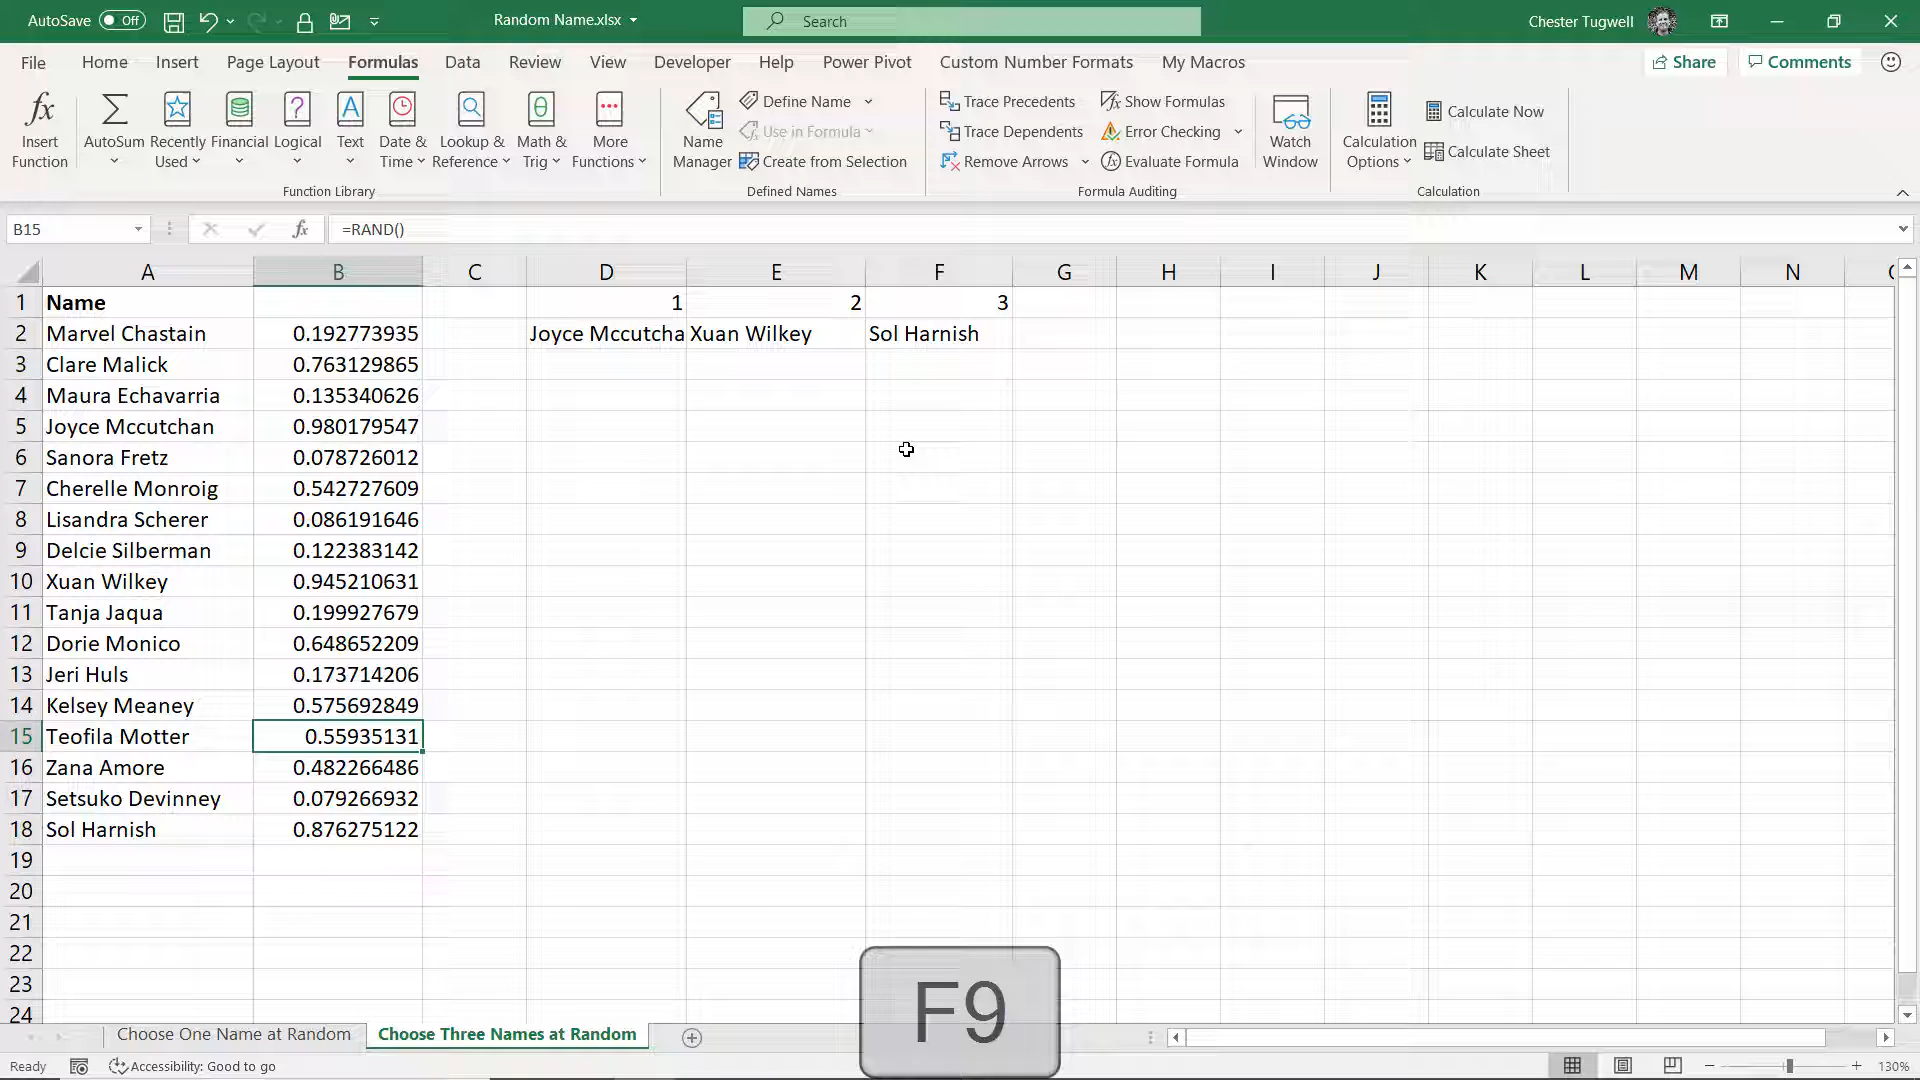 AutoSave Off Random Name.xlsx Search Chester Tugwell
File Home Insert Page Layout Formulas Data Review View Developer Help Power Pivot Custom Number Formats My Macros Share Comments
Insert Function AutoSum Recently Used Financial Logical Text Date & Time Lookup & Reference Math & Trig More Functions
Function Library
Name Manager Define Name Use in Formula Create from Selection
Defined Names
Trace Precedents Trace Dependents Remove Arrows Show Formulas Error Checking Evaluate Formula Watch Window
Formula Auditing
Calculation Options Calculate Now Calculate Sheet
Calculation
B15 fx =RAND()
A B C D E F G H I J K L M N
1 Name 1 2 3
2 Marvel Chastain 0.192773935 Joyce Mccutcha Xuan Wilkey Sol Harnish
3 Clare Malick 0.763129865
4 Maura Echavarria 0.135340626
5 Joyce Mccutchan 0.980179547
6 Sanora Fretz 0.078726012
7 Cherelle Monroig 0.542727609
8 Lisandra Scherer 0.086191646
9 Delcie Silberman 0.122383142
10 Xuan Wilkey 0.945210631
11 Tanja Jaqua 0.199927679
12 Dorie Monico 0.648652209
13 Jeri Huls 0.173714206
14 Kelsey Meaney 0.575692849
15 Teofila Motter 0.55935131
16 Zana Amore 0.482266486
17 Setsuko Devinney 0.079266932
18 Sol Harnish 0.876275122
19
20
21
22
23
24
F9
Choose One Name at Random Choose Three Names at Random
Ready Accessibility: Good to go 130%